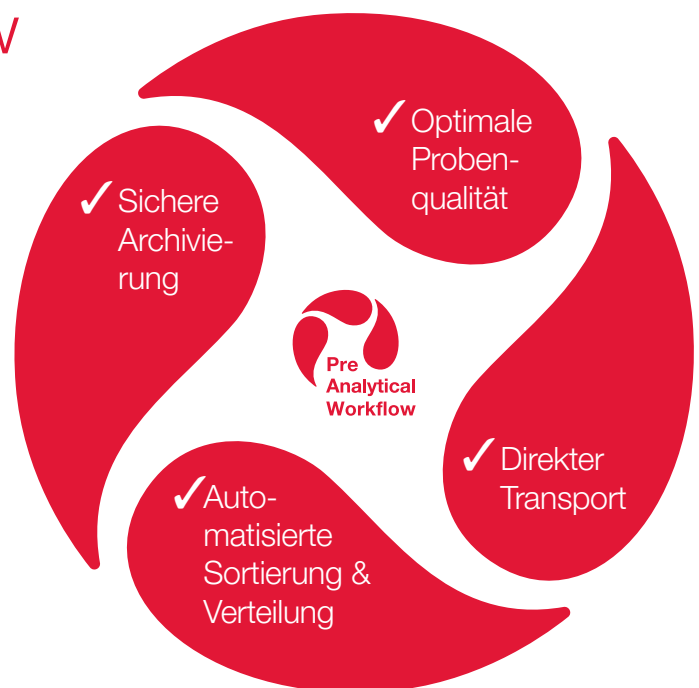 ✓ Optimale
Proben-
qualität
✓ Sichere
Archivie-
rung
Pre
Analytical
Workflow
✓ Direkter
Transport
✓ Auto-
matisierte
Sortierung &
Verteilung